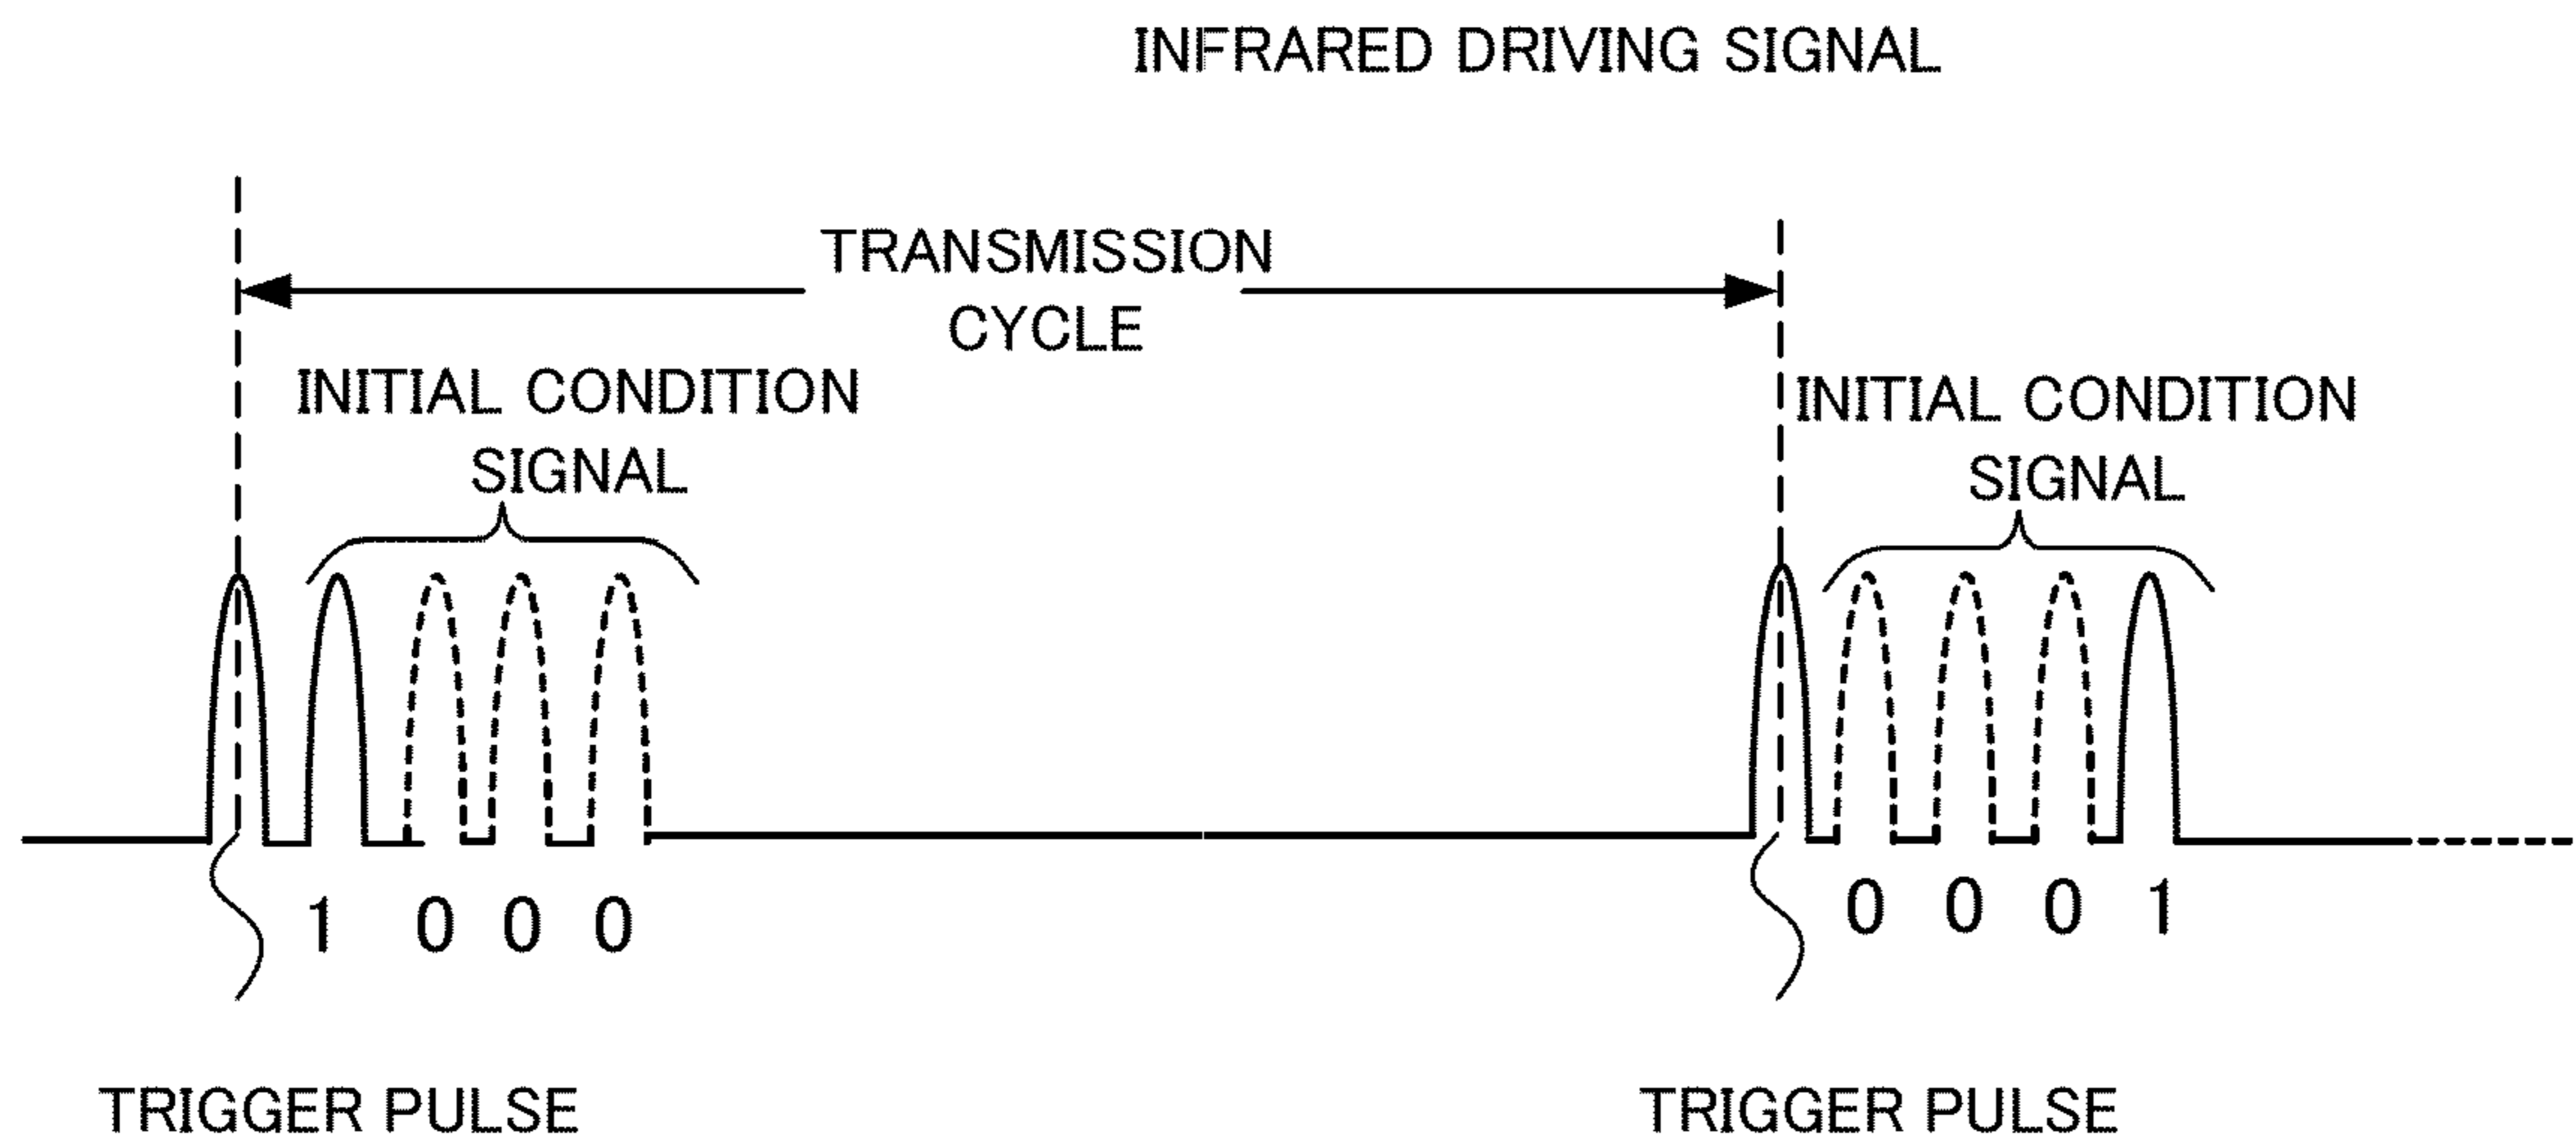 INFRARED DRIVING SIGNAL
TRANSMISSION
CYCLE
INITIAL CONDITION
SIGNAL
INITIAL CONDITION
SIGNAL
1 0 0 0
0 0 0 1
TRIGGER PULSE
TRIGGER PULSE